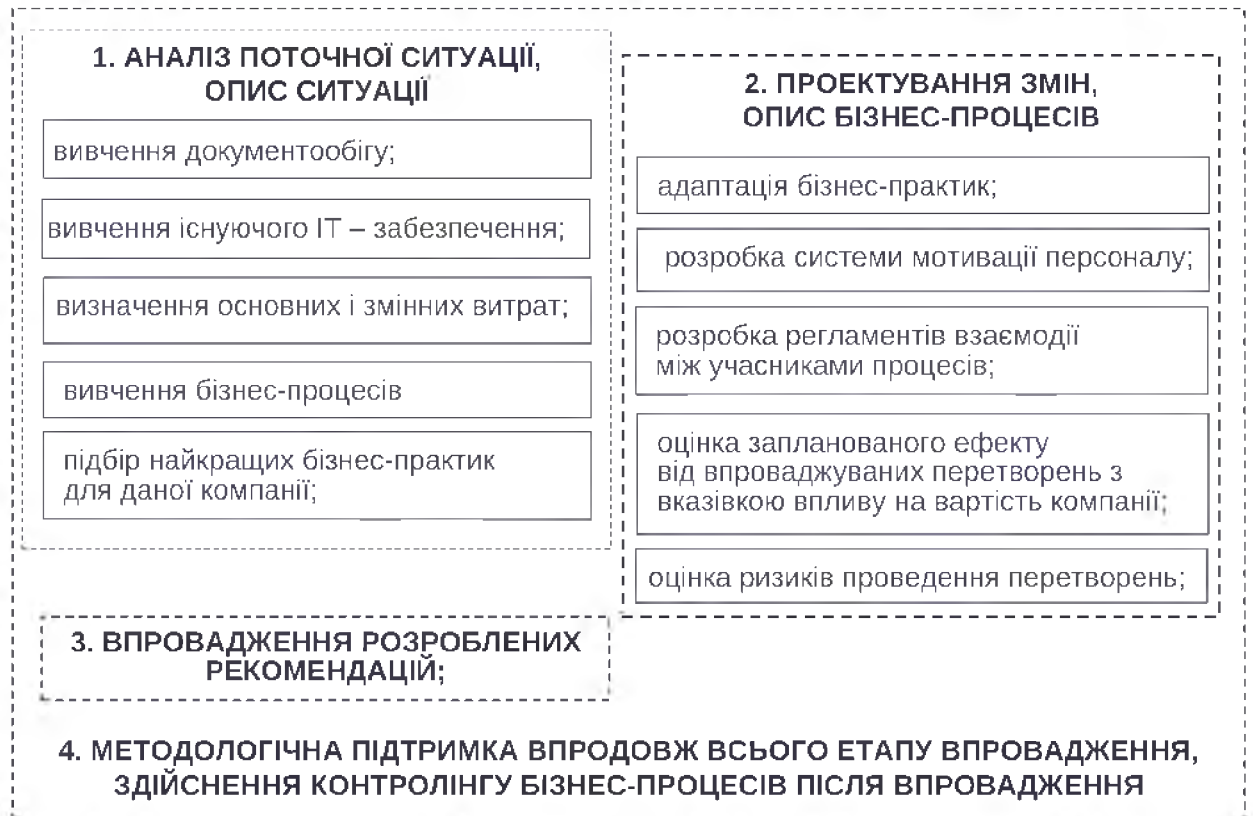 1. АНАЛІЗ ПОТОЧНОЇ СИТУАЦІЇ,
ОПИС СИТУАЦІЇ
вивчення документообігу;
вивчення існуючого ІТ – забезпечення;
визначення основних і змінних витрат;
вивчення бізнес-процесів
підбір найкращих бізнес-практик
для даної компанії;
2. ПРОЕКТУВАННЯ ЗМІН,
ОПИС БІЗНЕС-ПРОЦЕСІВ
адаптація бізнес-практик;
розробка системи мотивації персоналу;
розробка регламентів взаємодії
між учасниками процесів;
оцінка запланованого ефекту
від впроваджуваних перетворень з
вказівкою впливу на вартість компанії;
оцінка ризиків проведення перетворень;
3. ВПРОВАДЖЕННЯ РОЗРОБЛЕНИХ
РЕКОМЕНДАЦІЙ;
4. МЕТОДОЛОГІЧНА ПІДТРИМКА ВПРОДОВЖ ВСЬОГО ЕТАПУ ВПРОВАДЖЕННЯ,
ЗДІЙСНЕННЯ КОНТРОЛІНГУ БІЗНЕС-ПРОЦЕСІВ ПІСЛЯ ВПРОВАДЖЕННЯ